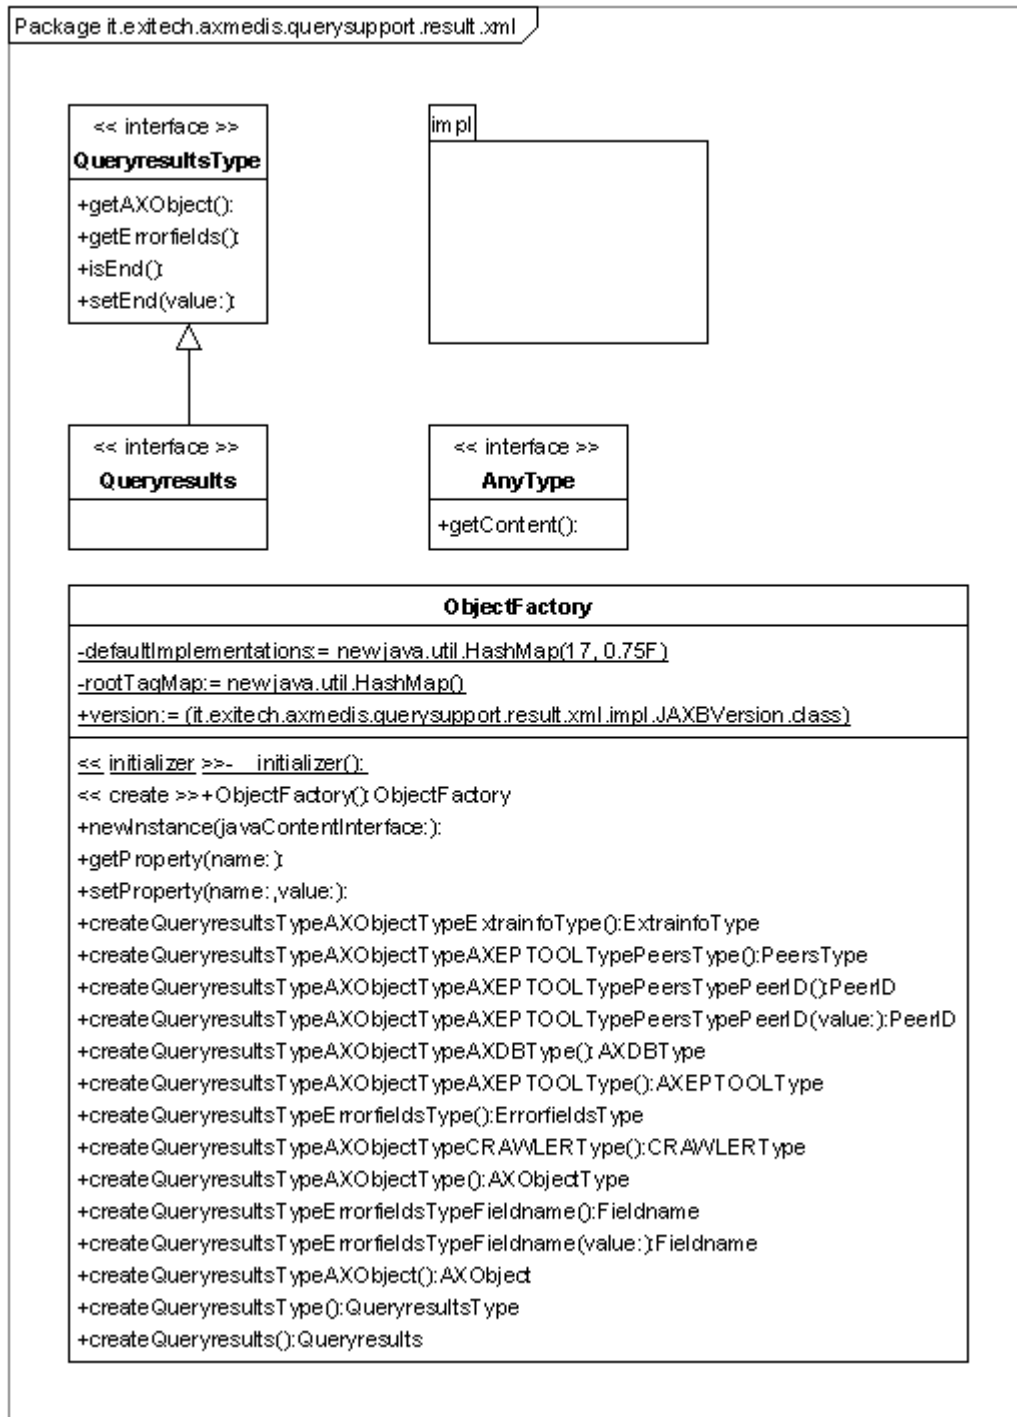 Package it.exitech.axmedis.querysupport.result.xml
<< interface >>
QueryresultsType
+getAXObject():
+getErrorfields():
+isEnd():
+setEnd(value:):
impl
<< interface >>
Queryresults
<< interface >>
AnyType
+getContent():
ObjectFactory
-defaultImplementations:= new java.util.HashMap(17, 0.75F)
-rootTagMap:= new java.util.HashMap()
+version:= (it.exitech.axmedis.querysupport.result.xml.impl.JAXBVersion.class)
<< initializer >>-__initializer():
<< create >>+ObjectFactory():ObjectFactory
+newInstance(javaContentInterface:):
+getProperty(name:):
+setProperty(name:,value:):
+createQueryresultsTypeAXObjectTypeExtrainfoType():ExtrainfoType
+createQueryresultsTypeAXObjectTypeAXEPTOOLTypePeersType():PeersType
+createQueryresultsTypeAXObjectTypeAXEPTOOLTypePeersTypePeerID():PeerID
+createQueryresultsTypeAXObjectTypeAXEPTOOLTypePeersTypePeerID(value:):PeerID
+createQueryresultsTypeAXObjectTypeAXDBType():AXDBType
+createQueryresultsTypeAXObjectTypeAXEPTOOLType():AXEPTOOLType
+createQueryresultsTypeErrorfieldsType():ErrorfieldsType
+createQueryresultsTypeAXObjectTypeCRAWLERType():CRAWLERType
+createQueryresultsTypeAXObjectType():AXObjectType
+createQueryresultsTypeErrorfieldsTypeFieldname():Fieldname
+createQueryresultsTypeErrorfieldsTypeFieldname(value:):Fieldname
+createQueryresultsTypeAXObject():AXObject
+createQueryresultsType():QueryresultsType
+createQueryresults():Queryresults